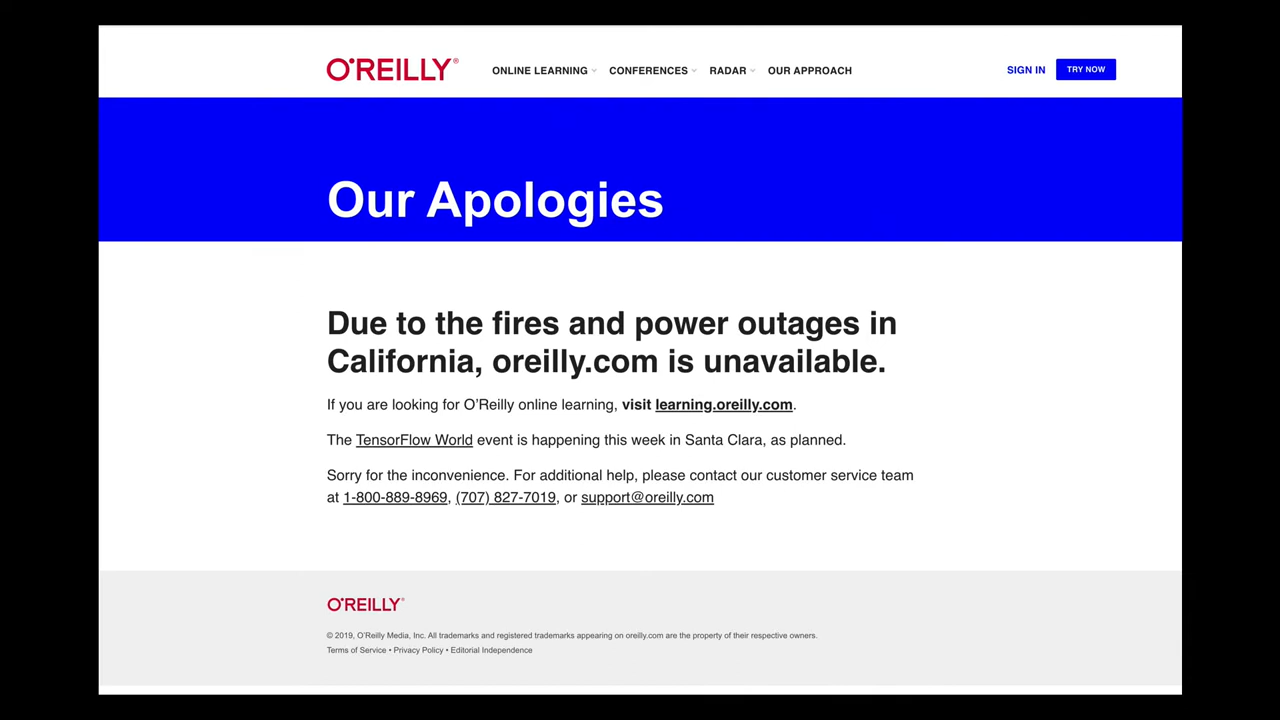 O'REILLY®
ONLINE LEARNING CONFERENCES RADAR OUR APPROACH
SIGN IN TRY NOW
Our Apologies
Due to the fires and power outages in
California, oreilly.com is unavailable.
If you are looking for O'Reilly online learning, visit learning.oreilly.com.
The TensorFlow World event is happening this week in Santa Clara, as planned.
Sorry for the inconvenience. For additional help, please contact our customer service team
at 1-800-889-8969, (707) 827-7019, or support@oreilly.com
O'REILLY®
© 2019, O'Reilly Media, Inc. All trademarks and registered trademarks appearing on oreilly.com are the property of their respective owners.
Terms of Service • Privacy Policy • Editorial Independence